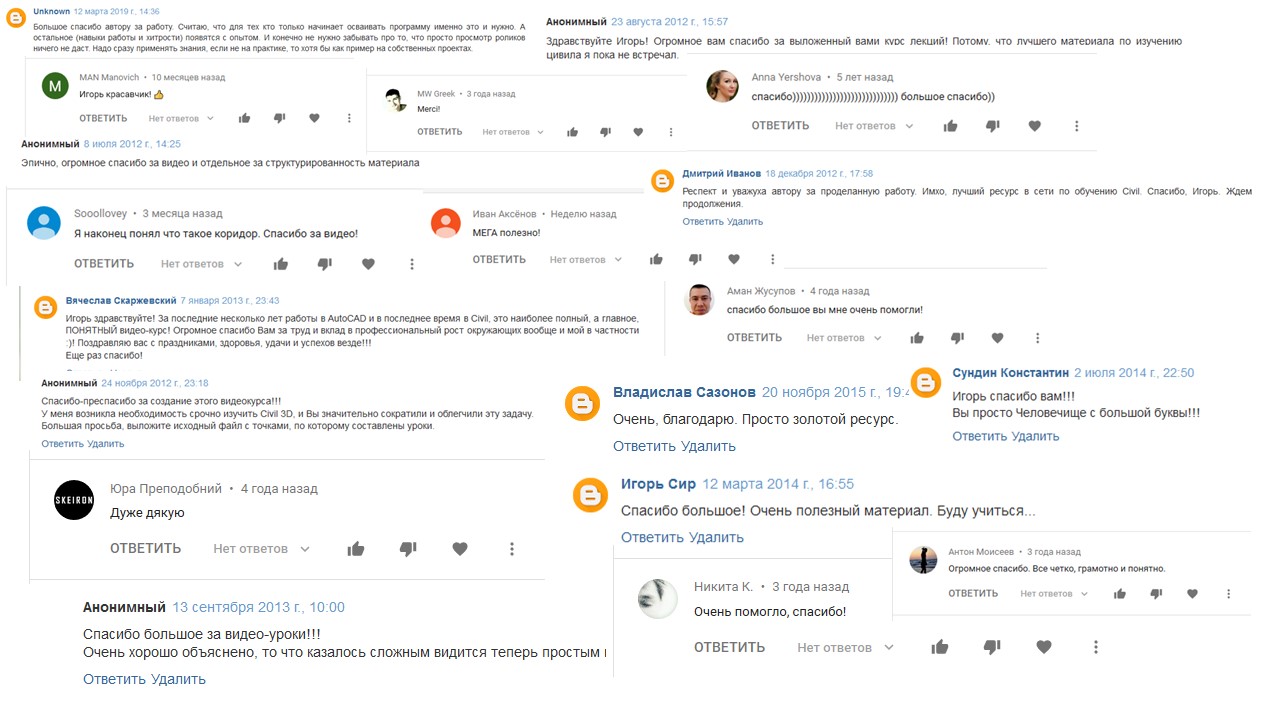 Unknown 12 марта 2019 г., 14:36
Большое спасибо автору за работу. Считаю, что для тех кто только начинает осваивать программу именно это и нужно. А
остальное (навыки работы и хитрости) появятся с опытом. И конечно не нужно забывать про то, что просто просмотр роликов
ничего не даст. Надо сразу применять знания, если не на практике, то хотя бы как пример на собственных проектах.
Анонимный 23 августа 2012 г., 15:57
Здравствуйте Игорь! Огромное вам спасибо за выложенный вами курс лекций! Потому, что лучшего материала по изучению
цивила я пока не встречал.
M
MAN Manovich • 10 месяцев назад
Игорь красавчик! 👍
ОТВЕТИТЬ Нет ответов
MW Greek • 3 года назад
Merci!
ОТВЕТИТЬ Нет ответов
Anna Yershova • 5 лет назад
спасибо))))))))))))))))))))))))))))) большое спасибо))
ОТВЕТИТЬ Нет ответов
Анонимный 8 июля 2012 г., 14:25
Эпично, огромное спасибо за видео и отдельное за структурированность материала
Дмитрий Иванов 18 декабря 2012 г., 17:58
Респект и уважуха автору за проделанную работу. Имхо, лучший ресурс в сети по обучению Civil. Спасибо, Игорь. Ждем
продолжения.
Ответить Удалить
Sooollovey • 3 месяца назад
Я наконец понял что такое коридор. Спасибо за видео!
ОТВЕТИТЬ Нет ответов
Иван Аксёнов • Неделю назад
МЕГА полезно!
ОТВЕТИТЬ Нет ответов
Вячеслав Скаржевский 7 января 2013 г., 23:43
Игорь здравствуйте! За последние несколько лет работы в AutoCAD и в последнее время в Civil, это наиболее полный, а главное,
ПОНЯТНЫЙ видео-курс! Огромное спасибо Вам за труд и вклад в профессиональный рост окружающих вообще и мой в частности
:)! Поздравляю вас с праздниками, здоровья, удачи и успехов везде!!!
Еще раз спасибо!
Аман Жусупов • 4 года назад
спасибо большое вы мне очень помогли!
ОТВЕТИТЬ Нет ответов
Анонимный 24 ноября 2012 г., 23:18
Спасибо-преспасибо за создание этого видеокурса!!!
У меня возникла необходимость срочно изучить Civil 3D, и Вы значительно сократили и облегчили эту задачу.
Большая просьба, выложите исходный файл с точками, по которому составлены уроки.
Ответить Удалить
Владислав Сазонов 20 ноября 2015 г., 19:4
Очень, благодарю. Просто золотой ресурс.
Ответить Удалить
Сундин Константин 2 июля 2014 г., 22:50
Игорь спасибо вам!!!
Вы просто Человечище с большой буквы!!!
Ответить Удалить
SKEIRON
Юра Преподобний • 4 года назад
Дуже дякую
ОТВЕТИТЬ Нет ответов
Игорь Сир 12 марта 2014 г., 16:55
Спасибо большое! Очень полезный материал. Буду учиться...
Ответить Удалить
Антон Моисеев • 3 года назад
Огромное спасибо. Все четко, грамотно и понятно.
ОТВЕТИТЬ Нет ответов
Никита К. • 3 года назад
Очень помогло, спасибо!
ОТВЕТИТЬ Нет ответов
Анонимный 13 сентября 2013 г., 10:00
Спасибо большое за видео-уроки!!!
Очень хорошо объяснено, то что казалось сложным видится теперь простым
Ответить Удалить